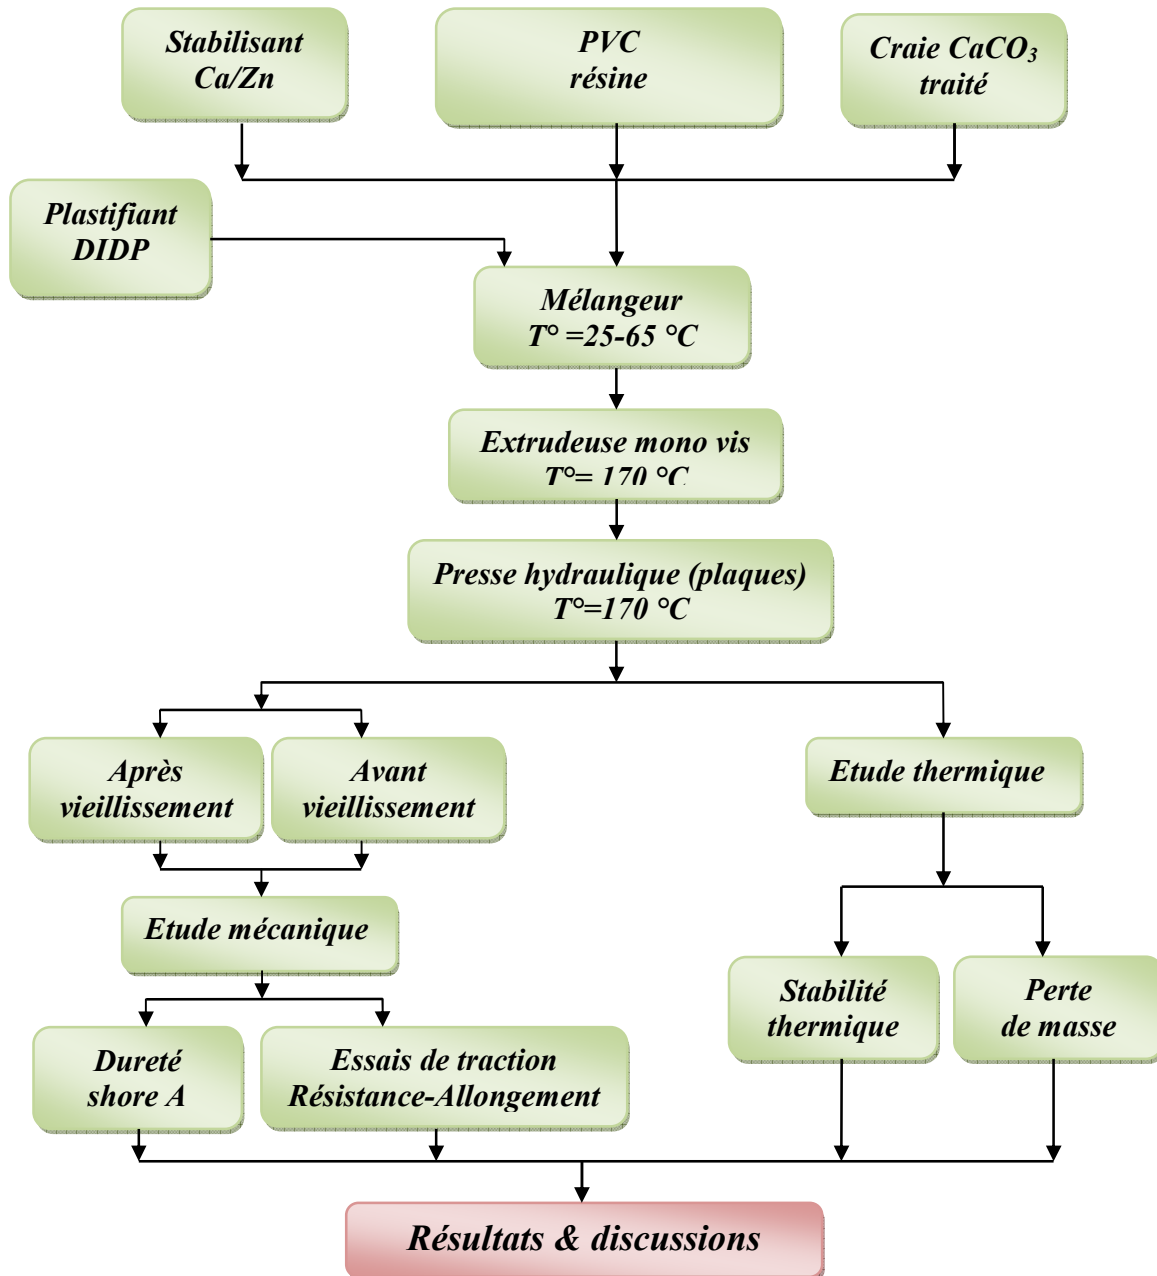 Stabilisant
Ca/Zn
PVC
résine
Craie CaCO₃
traité
Plastifiant
DIDP
Mélangeur
T° =25-65 °C
Extrudeuse mono vis
T°= 170 °C
Presse hydraulique (plaques)
T°=170 °C
Après
vieillissement
Avant
vieillissement
Etude thermique
Etude mécanique
Stabilité
thermique
Perte
de masse
Dureté
shore A
Essais de traction
Résistance-Allongement
Résultats & discussions